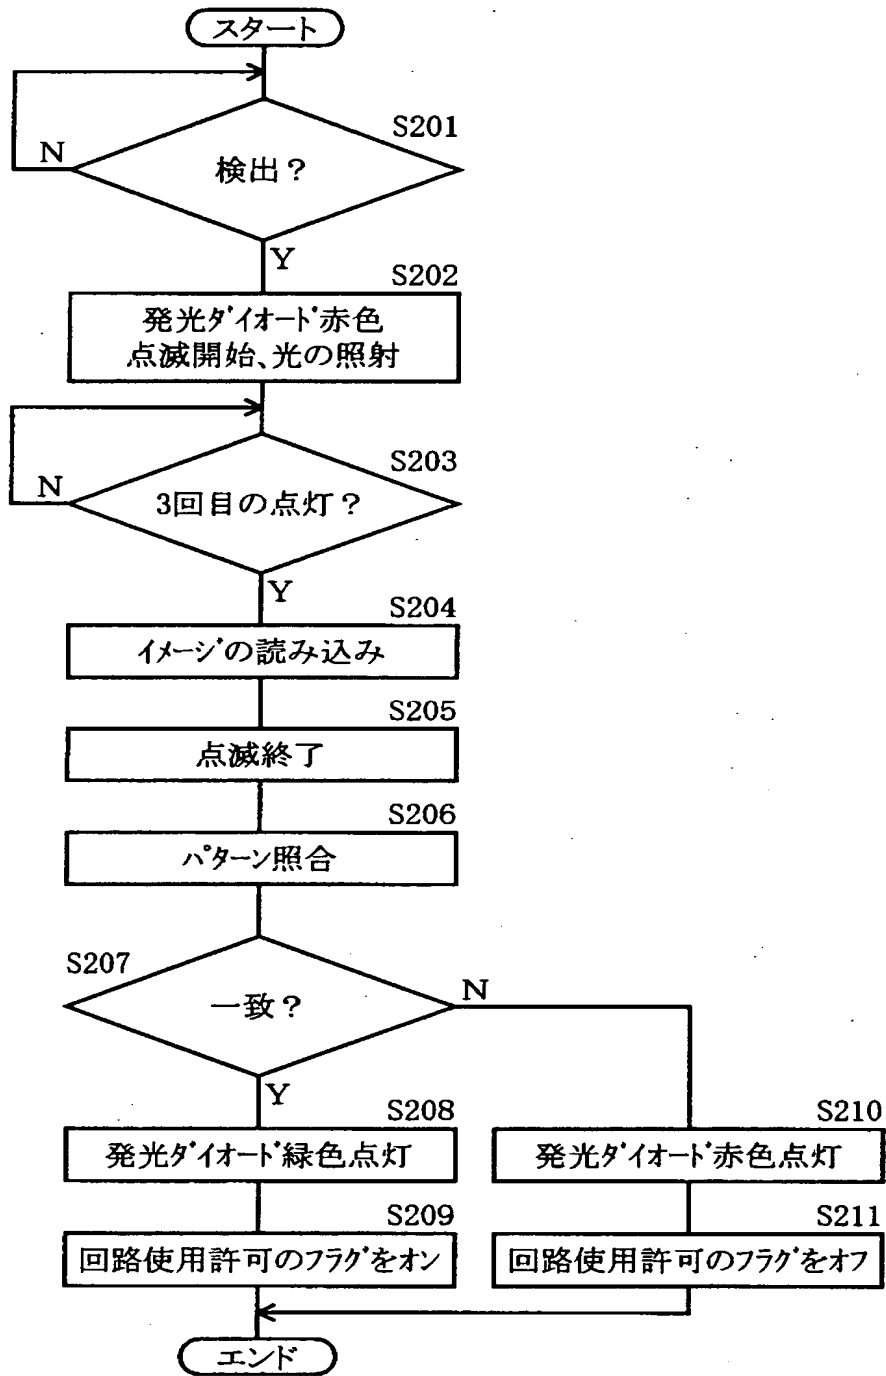 スタート
S201
N
検出？
Y
S202
発光ダイオード赤色
点滅開始、光の照射
S203
N
3回目の点灯？
Y
S204
イメージの読み込み
S205
点滅終了
S206
パターン照合
S207
一致？
N
Y
S208
発光ダイオード緑色点灯
S210
発光ダイオード赤色点灯
S209
回路使用許可のフラグをオン
S211
回路使用許可のフラグをオフ
エンド